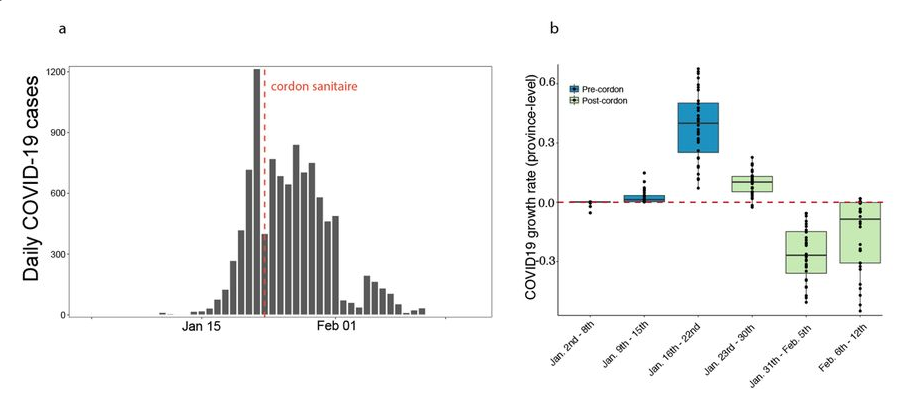 a
b
Daily COVID-19 cases
1200
900
600
300
0
cordon sanitaire
Jan 15
Feb 01
COVID19 growth rate (province-level)
0.6
0.3
0.0
-0.3
Pre-cordon
Post-cordon
Jan. 2nd - 8th
Jan. 9th - 15th
Jan. 16th - 22nd
Jan. 23rd - 30th
Jan. 31th - Feb. 5th
Feb. 6th - 12th